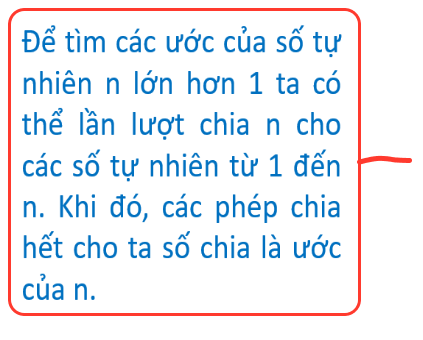 Để tìm các ước của số tự
nhiên n lớn hơn 1 ta có
thể lần lượt chia n cho
các số tự nhiên từ 1 đến
n. Khi đó, các phép chia
hết cho ta số chia là ước
của n.